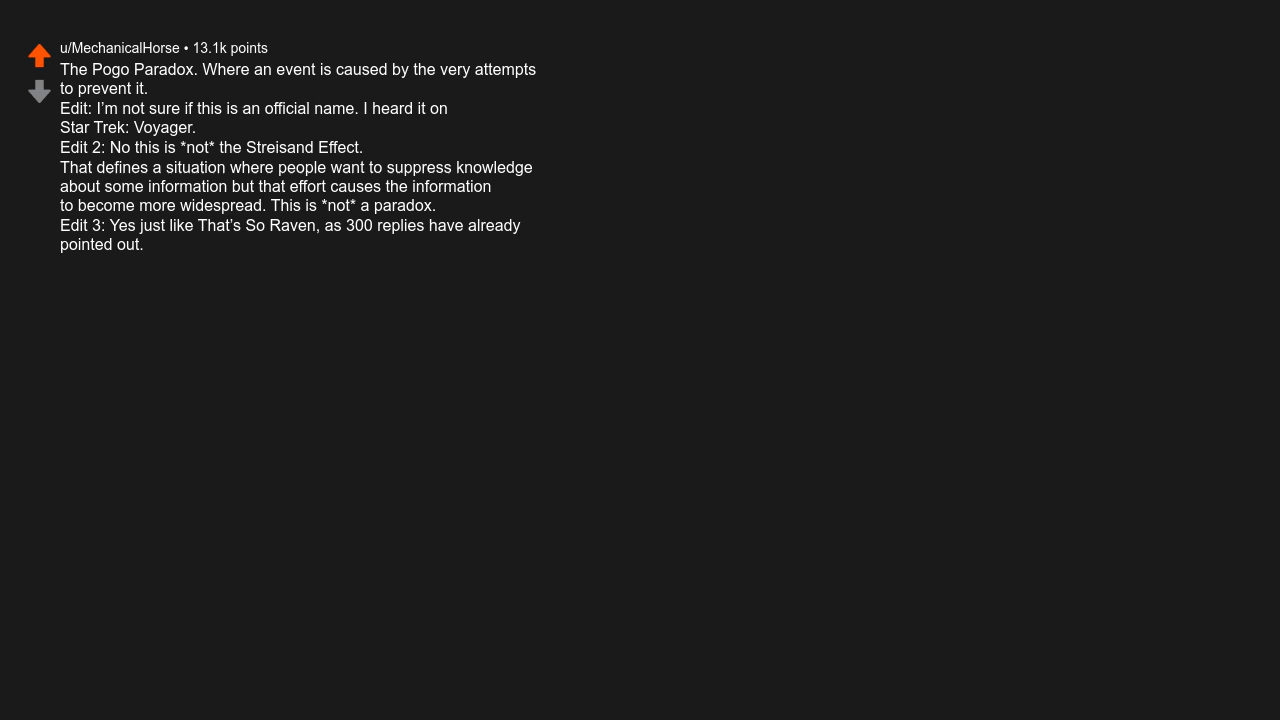 u/MechanicalHorse • 13.1k points
The Pogo Paradox. Where an event is caused by the very attempts
to prevent it.
Edit: I’m not sure if this is an official name. I heard it on
Star Trek: Voyager.
Edit 2: No this is *not* the Streisand Effect.
That defines a situation where people want to suppress knowledge
about some information but that effort causes the information
to become more widespread. This is *not* a paradox.
Edit 3: Yes just like That’s So Raven, as 300 replies have already
pointed out.